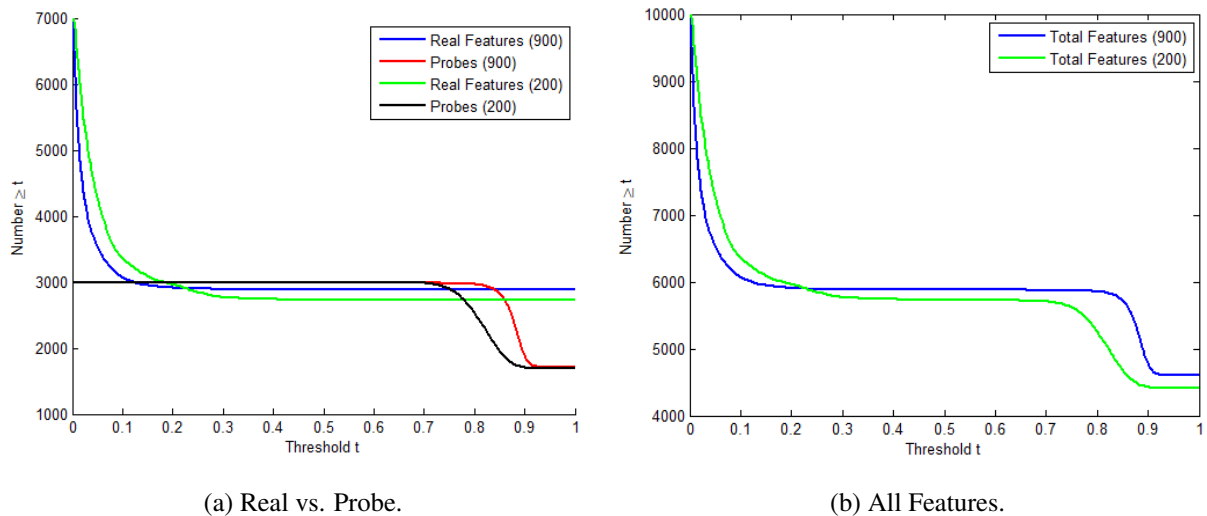 7000
6000
5000
4000
3000
2000
1000
Number ≥ t
0 0.1 0.2 0.3 0.4 0.5 0.6 0.7 0.8 0.9 1
Threshold t
Real Features (900)
Probes (900)
Real Features (200)
Probes (200)
(a) Real vs. Probe.
10000
9000
8000
7000
6000
5000
4000
Number ≥ t
0 0.1 0.2 0.3 0.4 0.5 0.6 0.7 0.8 0.9 1
Threshold t
Total Features (900)
Total Features (200)
(b) All Features.